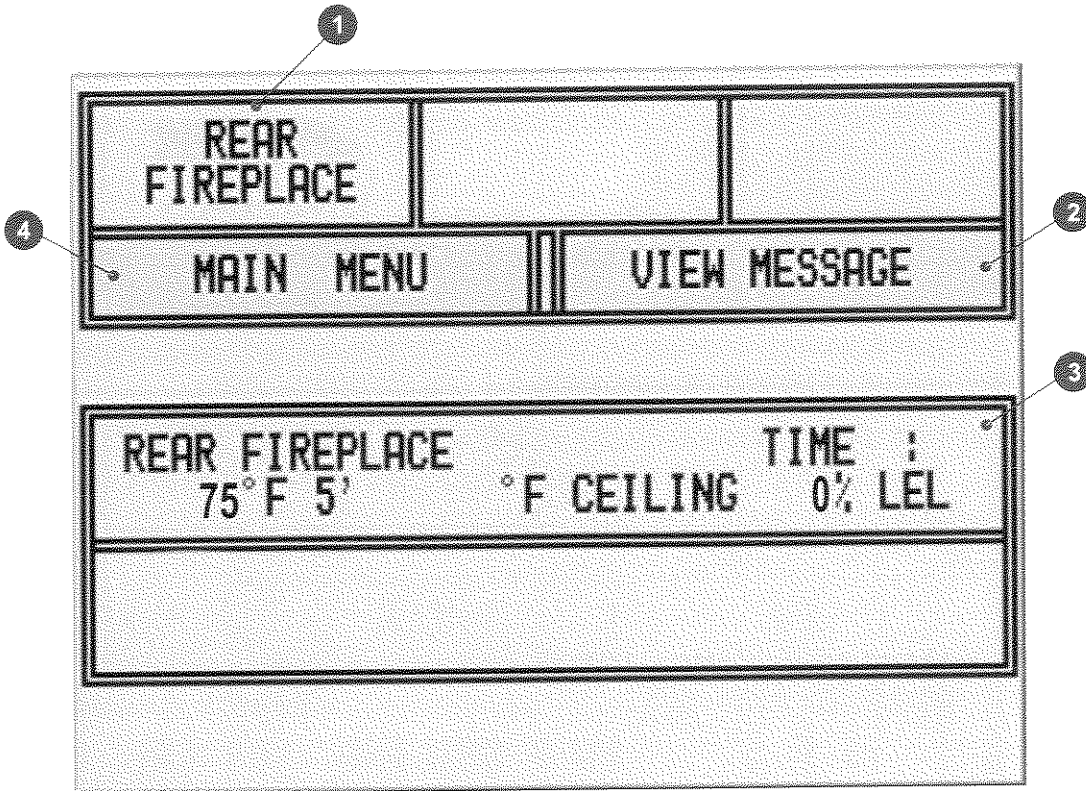 1
REAR
FIREPLACE
4
MAIN MENU
VIEW MESSAGE
2
3
REAR FIREPLACE TIME :
75°F 5' °F CEILING 0% LEL